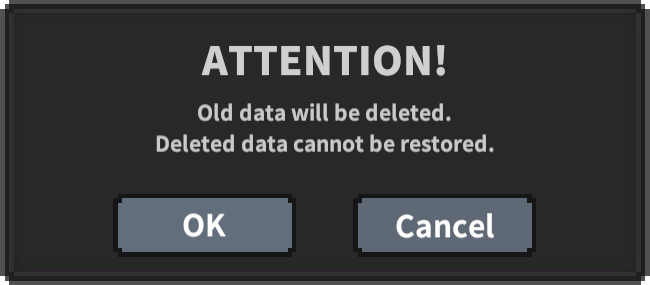 ATTENTION!
Old data will be deleted.
Deleted data cannot be restored.
OK
Cancel